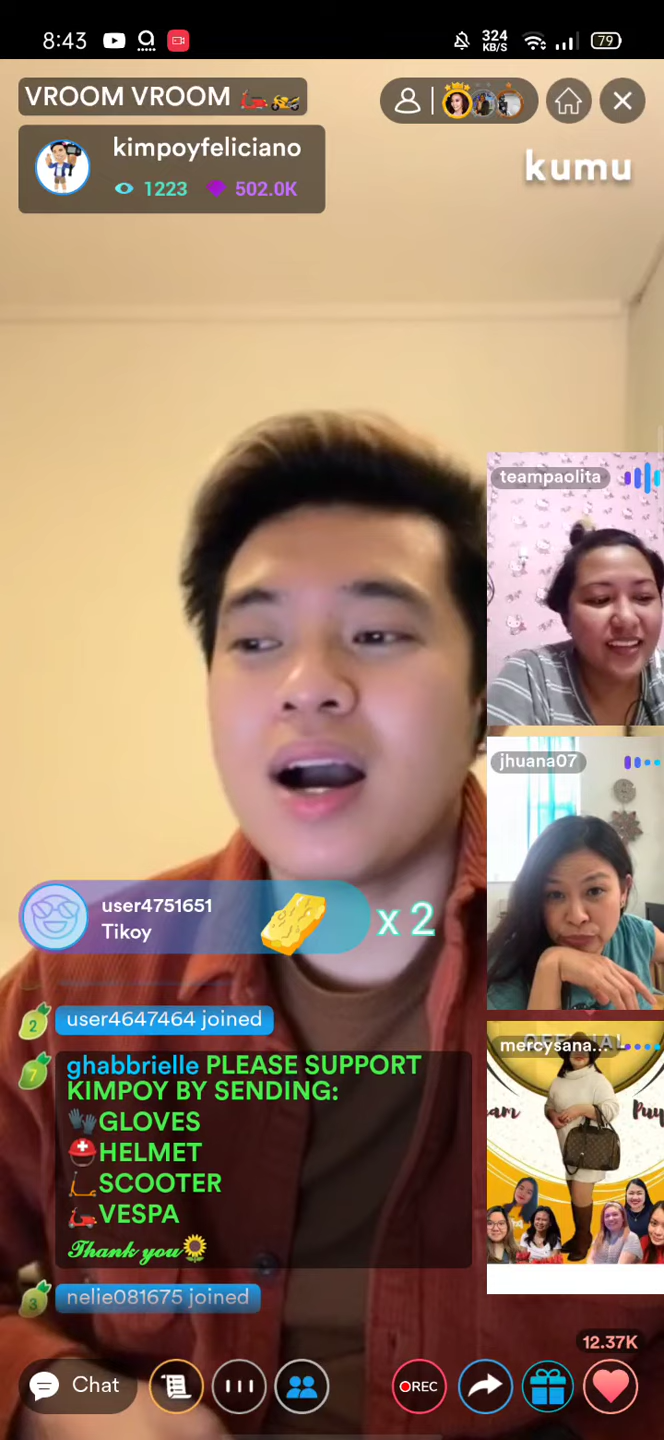 8:43
324
KB/S
79
VROOM VROOM 🛵🏍️
kimpoyfeliciano
1223 502.0K
kumu
teampaolita
jhuana07
user4751651
Tikoy
x 2
2 user4647464 joined
mercysana...
7 ghabbrielle PLEASE SUPPORT
KIMPOY BY SENDING:
🧤GLOVES
⛑️HELMET
🛴SCOOTER
🛵VESPA
𝓣𝓱𝓪𝓷𝓴 𝔂𝓸𝓾🌻
3 nelie081675 joined
12.37K
Chat
REC